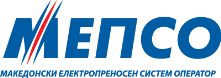 МЕПСО
МАКЕДОНСКИ ЕЛЕКТРОПРЕНОСЕН СИСТЕМ ОПЕРАТОР